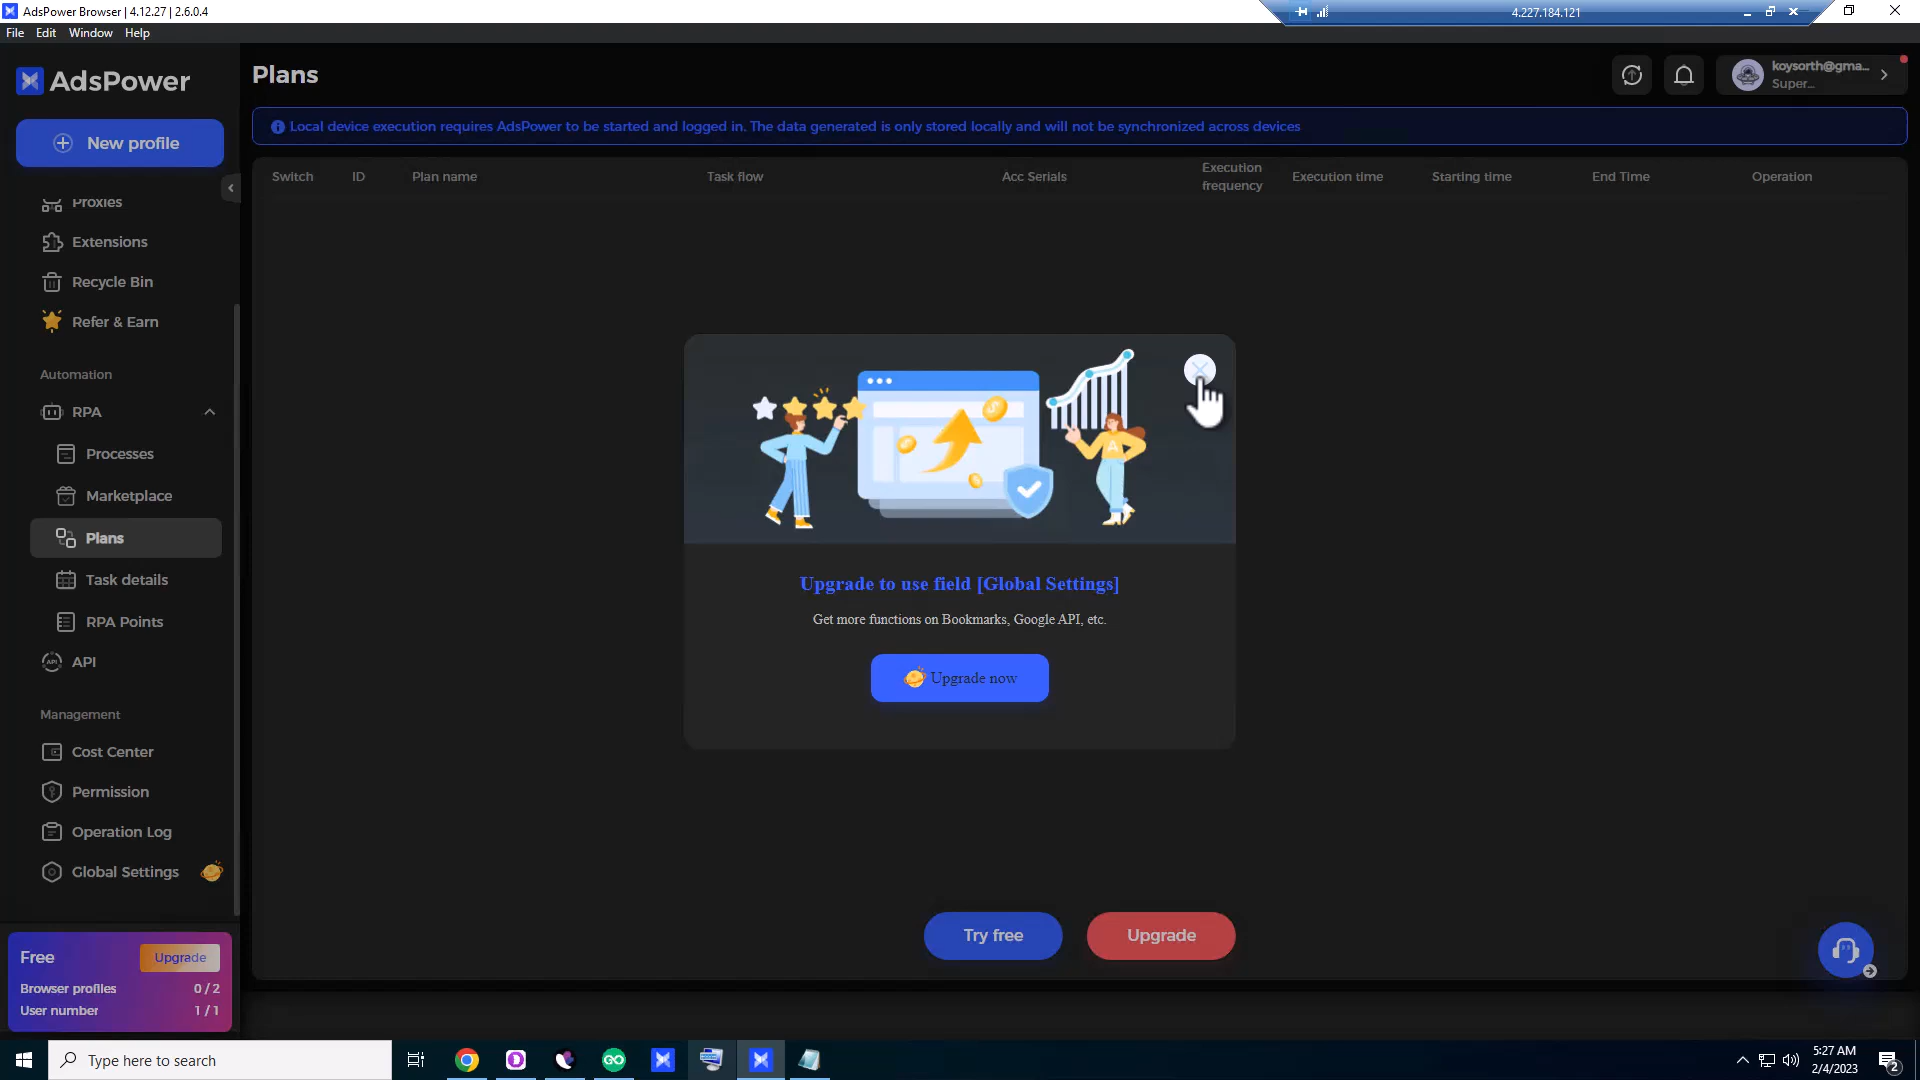 AdsPower Browser | 4.12.27 | 2.6.0.4
4.227.184.121
File Edit Window Help
AdsPower
Plans
koysorth@gma...
Super...
New profile
Local device execution requires AdsPower to be started and logged in. The data generated is only stored locally and will not be synchronized across devices
Switch ID Plan name Task flow Acc Serials Execution frequency Execution time Starting time End Time Operation
Proxies
Extensions
Recycle Bin
Refer & Earn
Automation
RPA
Processes
Marketplace
Plans
Task details
RPA Points
API
Management
Cost Center
Permission
Operation Log
Global Settings
A
Upgrade to use field [Global Settings]
Get more functions on Bookmarks, Google API, etc.
Upgrade now
Try free Upgrade
Free Upgrade
Browser profiles 0 / 2
User number 1 / 1
Type here to search
GO
5:27 AM
2/4/2023
2